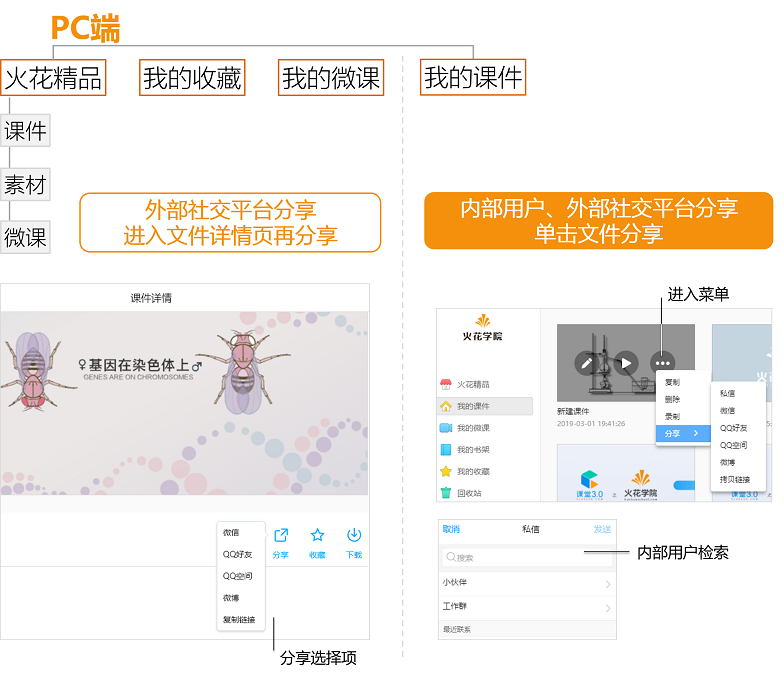 PC端
火花精品
我的收藏
我的微课
我的课件
课件
素材
微课
外部社交平台分享
进入文件详情页再分享
内部用户、外部社交平台分享
单击文件分享
课件详情
♀基因在染色体上♂
GENES ARE ON CHROMOSOMES
微信
QQ好友
QQ空间
微博
复制链接
分享
收藏
下载
分享选择项
进入菜单
火花学院
火花精品
我的课件
我的微课
我的书架
我的收藏
回收站
新建课件
2019-03-01 19:41:26
复制
删除
录制
分享
私信
微信
QQ好友
QQ空间
微博
拷贝链接
课堂3.0
火花学院
课堂3.0
取消
私信
发送
搜索
小伙伴
工作群
最近联系
内部用户检索